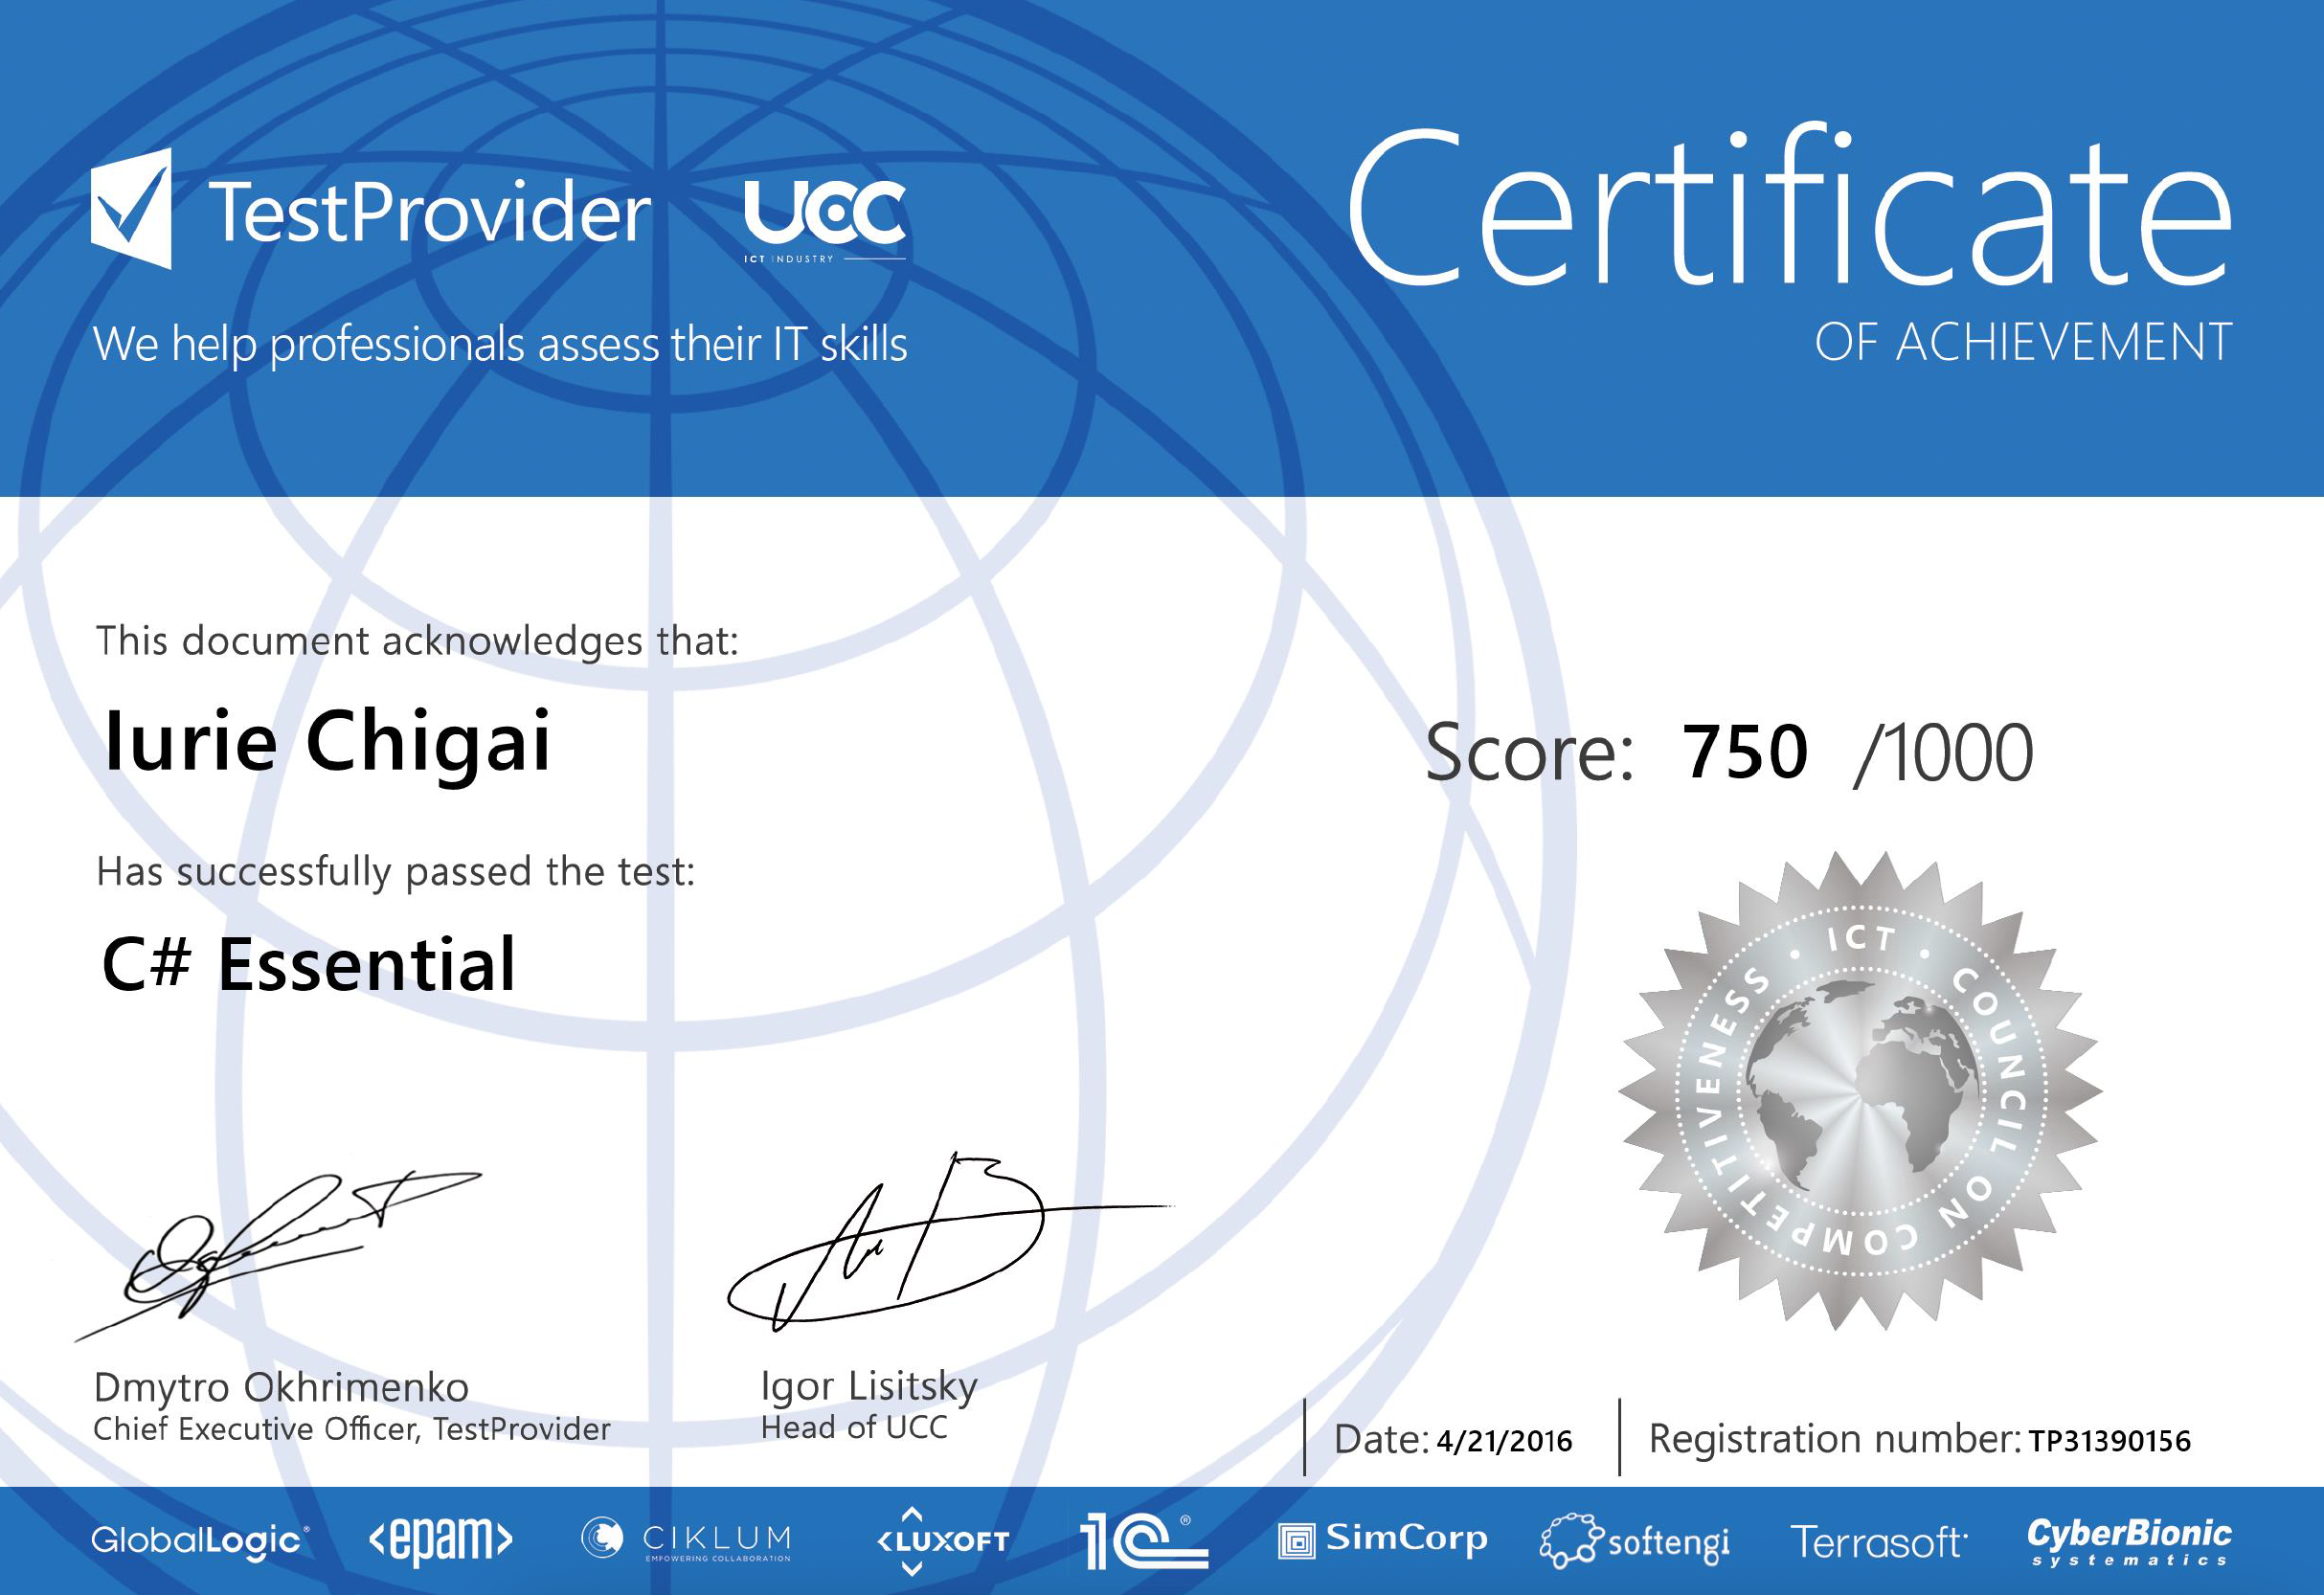 TestProvider
UCC
ICT INDUSTRY
We help professionals assess their IT skills
Certificate
OF ACHIEVEMENT
This document acknowledges that:
Iurie Chigai
Score: 750 /1000
Has successfully passed the test:
C# Essential
ICT • COUNCIL ON COMPETITIVENESS •
Dmytro Okhrimenko
Chief Executive Officer, TestProvider
Igor Lisitsky
Head of UCC
Date: 4/21/2016
Registration number: TP31390156
GlobalLogic®
<epam>
CIKLUM
EMPOWERING COLLABORATION
<LUXOFT
1C®
SimCorp
softengi
Terrasoft
CyberBionic
systematics